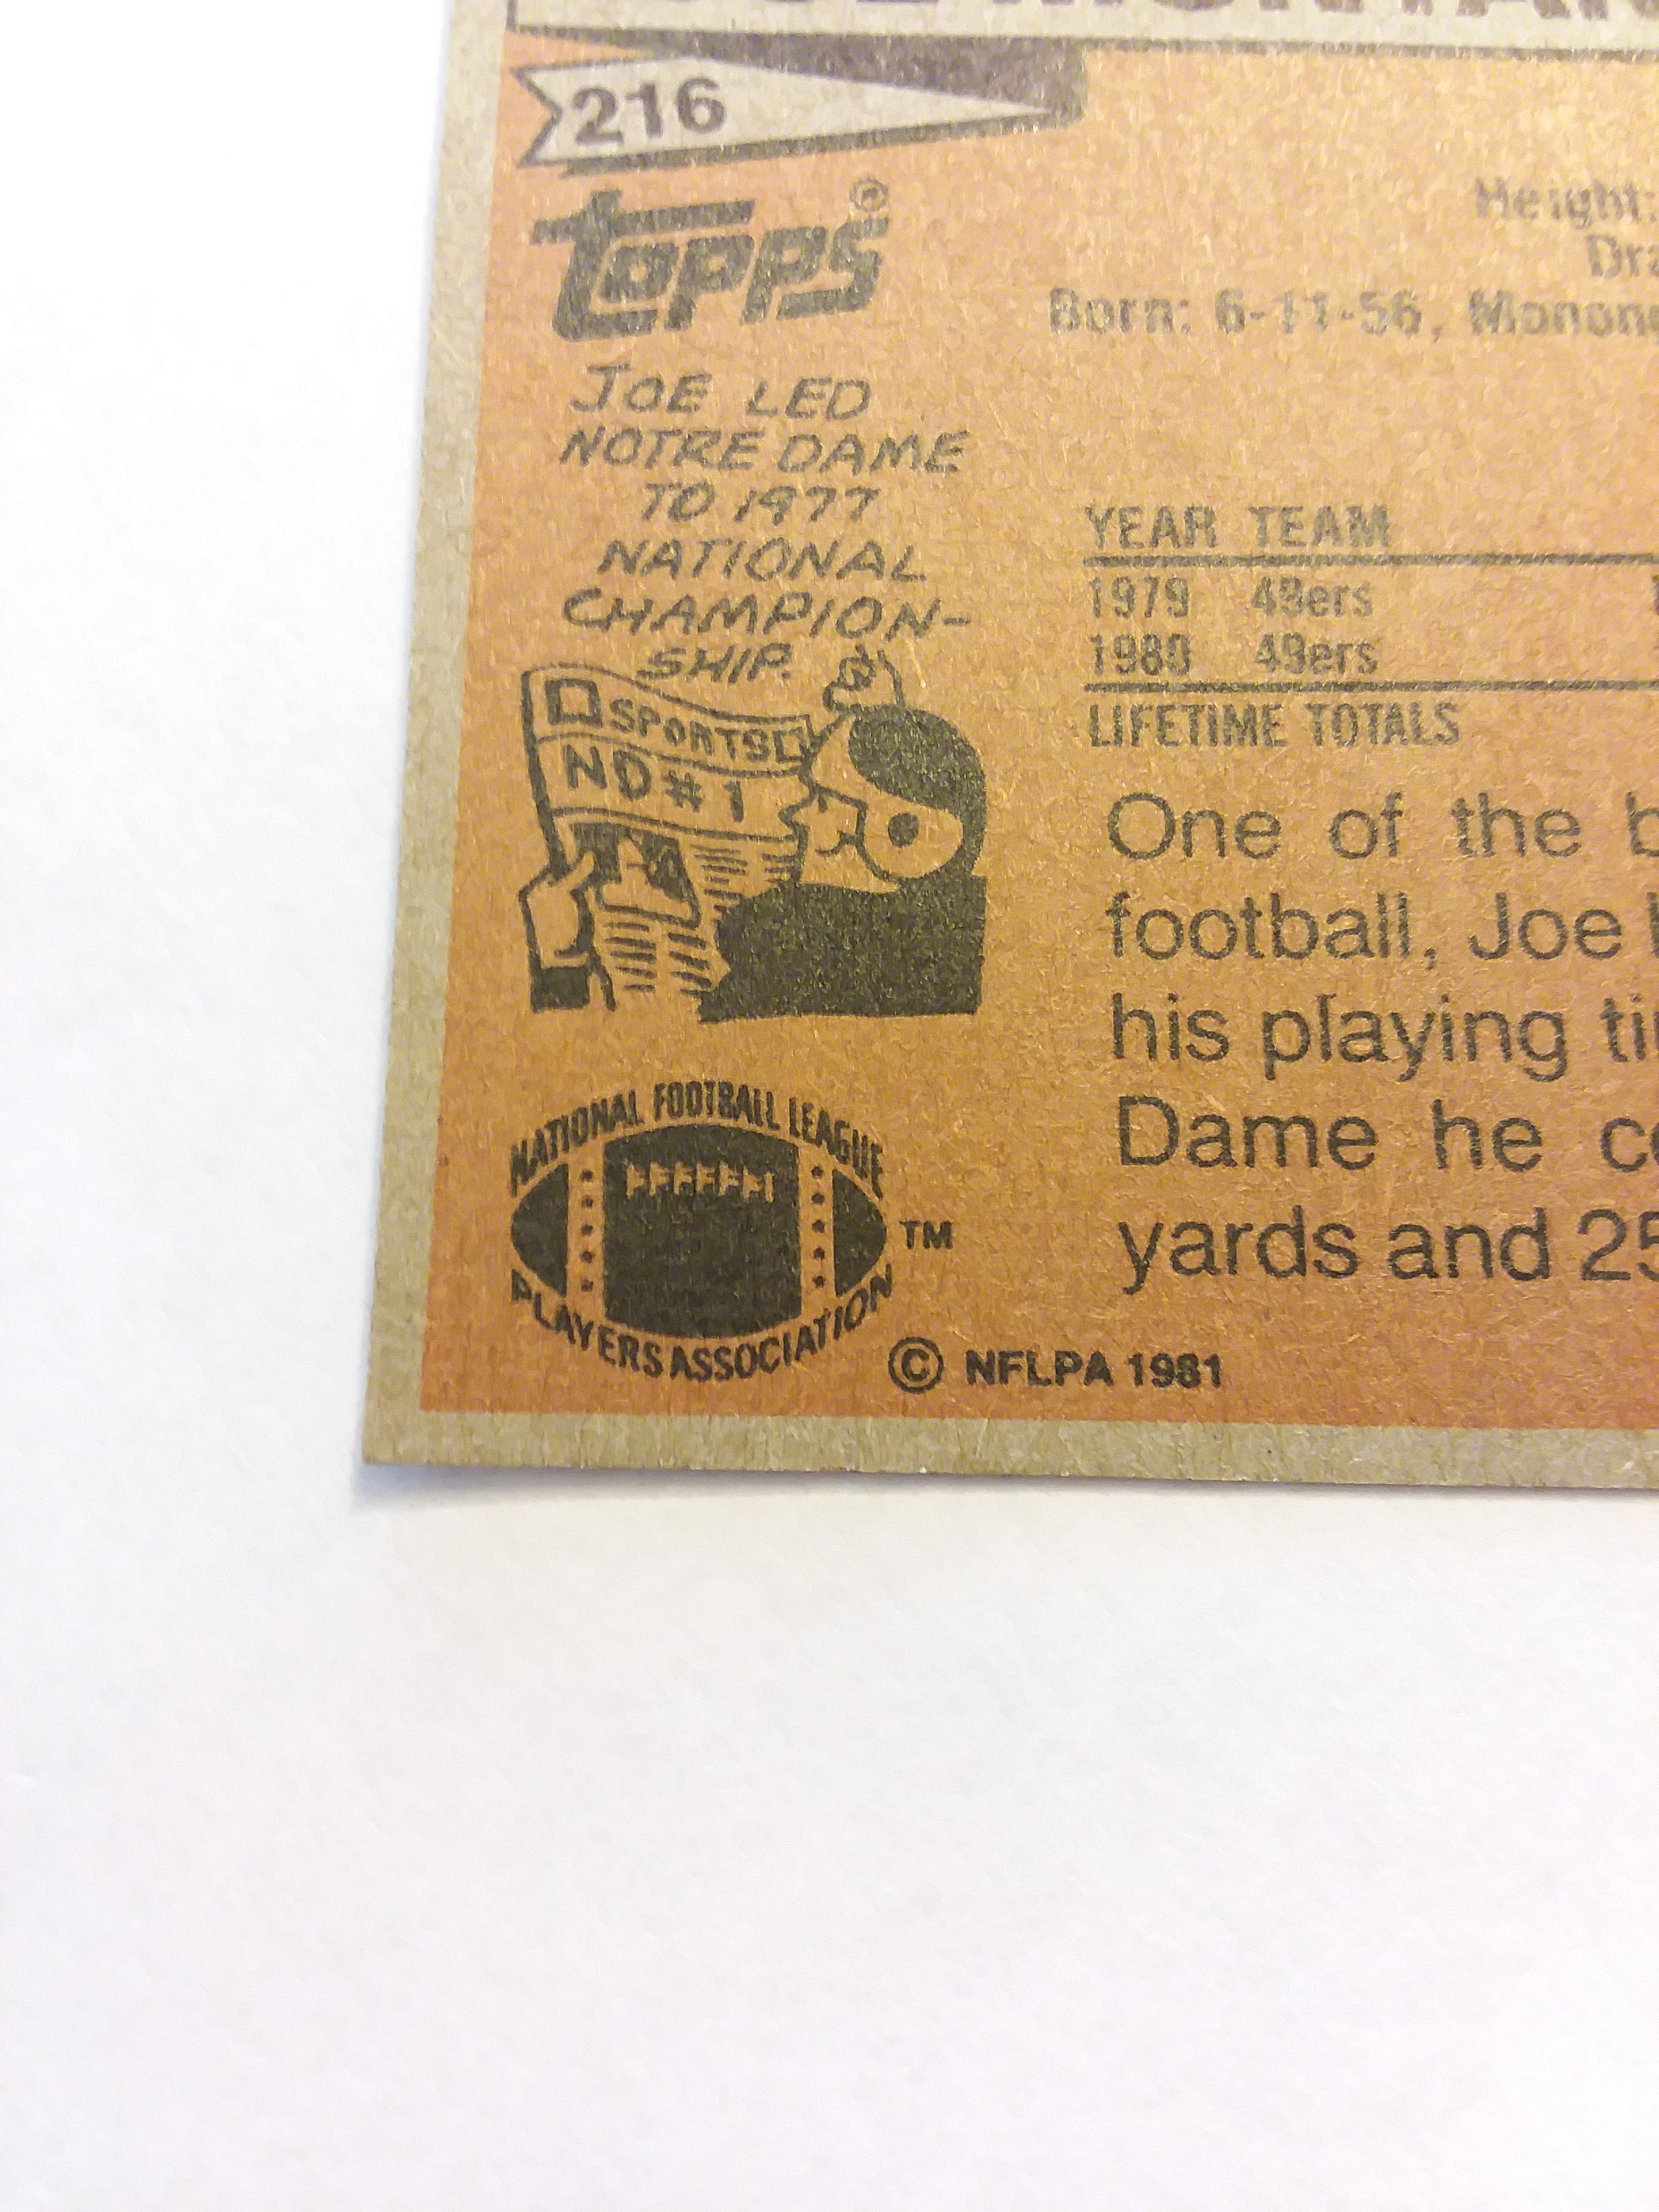 216
topps®
Height:
Born: 6-11-56,
JOE LED
NOTRE DAME
TO 1977
NATIONAL
CHAMPION-
SHIP.
SPORTS
ND#1
YEAR TEAM
1979 49ers
1980 49ers
LIFETIME TOTALS
One of the
football, Joe
his playing
Dame he
yards and 25
NATIONAL FOOTBALL LEAGUE
PLAYERS ASSOCIATION
TM
© NFLPA 1981